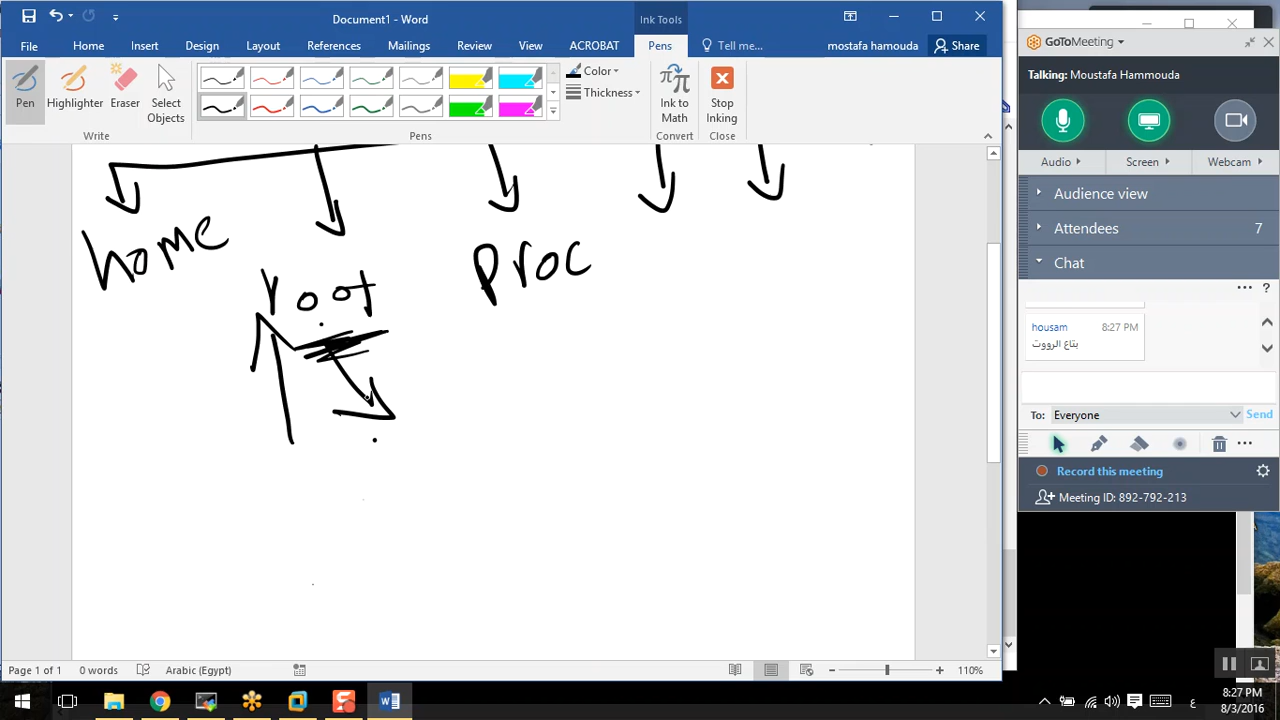 Document1 - Word
Ink Tools
File
Home
Insert
Design
Layout
References
Mailings
Review
View
ACROBAT
Pens
Tell me...
mostafa hamouda
Share
Pen
Highlighter
Eraser
Select
Objects
Color
Thickness
Ink to
Math
Stop
Inking
Write
Pens
Convert
Close
home
root
proc
Page 1 of 1
0 words
Arabic (Egypt)
110%
GoToMeeting
Talking: Moustafa Hammouda
Audio
Screen
Webcam
Audience view
Attendees
7
Chat
housam
8:27 PM
بتاع الرووت
To:
Everyone
Send
Record this meeting
Meeting ID: 892-792-213
ع
8:27 PM
8/3/2016